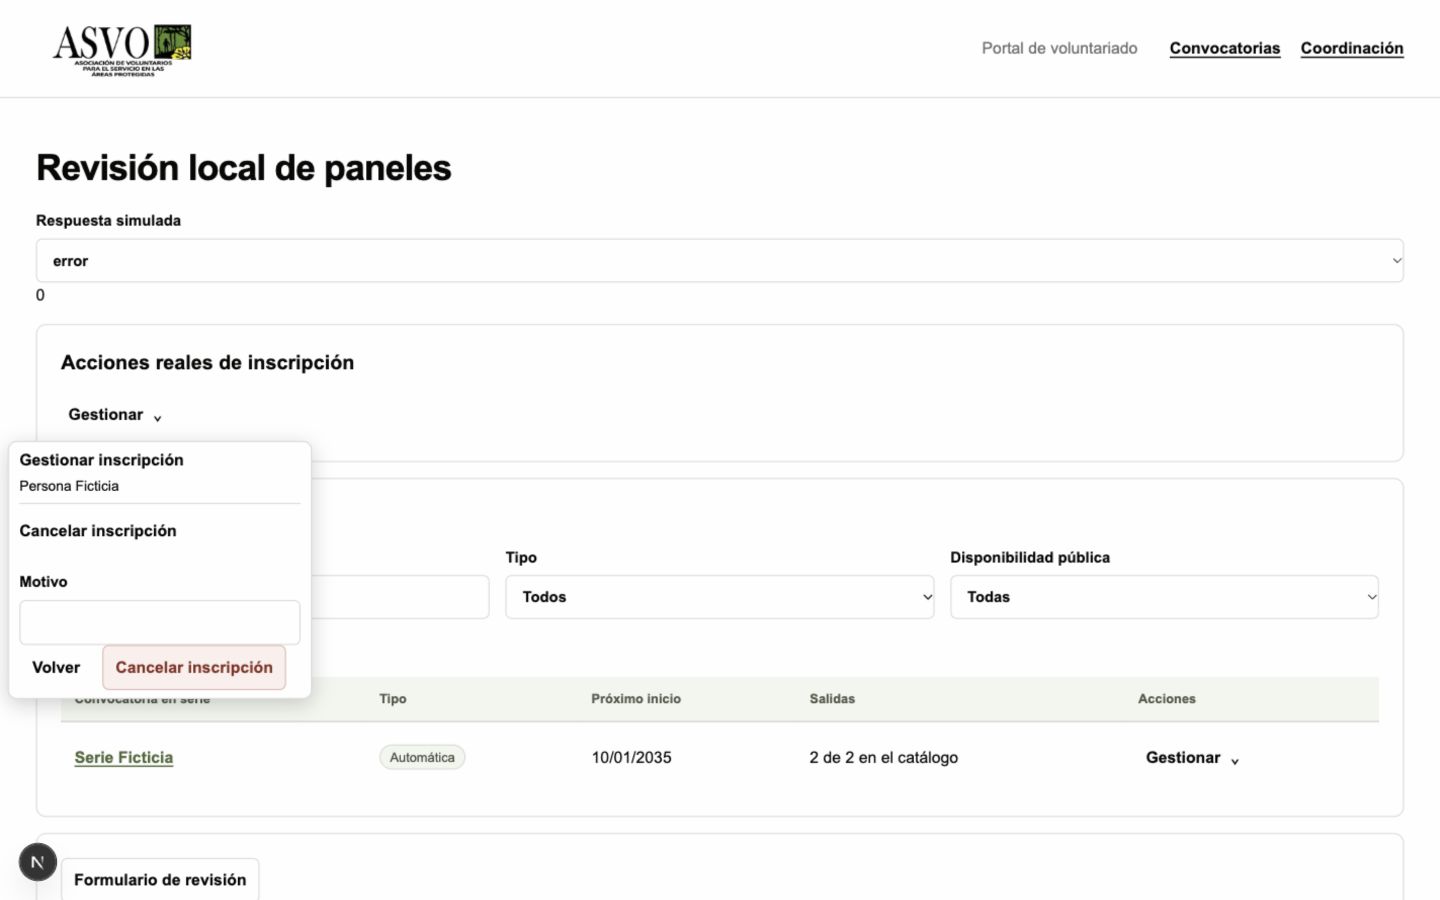 ASVO
ASOCIACIÓN DE VOLUNTARIOS
PARA EL SERVICIO EN LAS
ÁREAS PROTEGIDAS
Portal de voluntariado
Convocatorias
Coordinación
Revisión local de paneles
Respuesta simulada
error
0
Acciones reales de inscripción
Gestionar
Gestionar inscripción
Persona Ficticia
Cancelar inscripción
Motivo
Volver
Cancelar inscripción
Tipo
Disponibilidad pública
Todos
Todas
Convocatoria en serie
Tipo
Próximo inicio
Salidas
Acciones
Serie Ficticia
Automática
10/01/2035
2 de 2 en el catálogo
Gestionar
N
Formulario de revisión